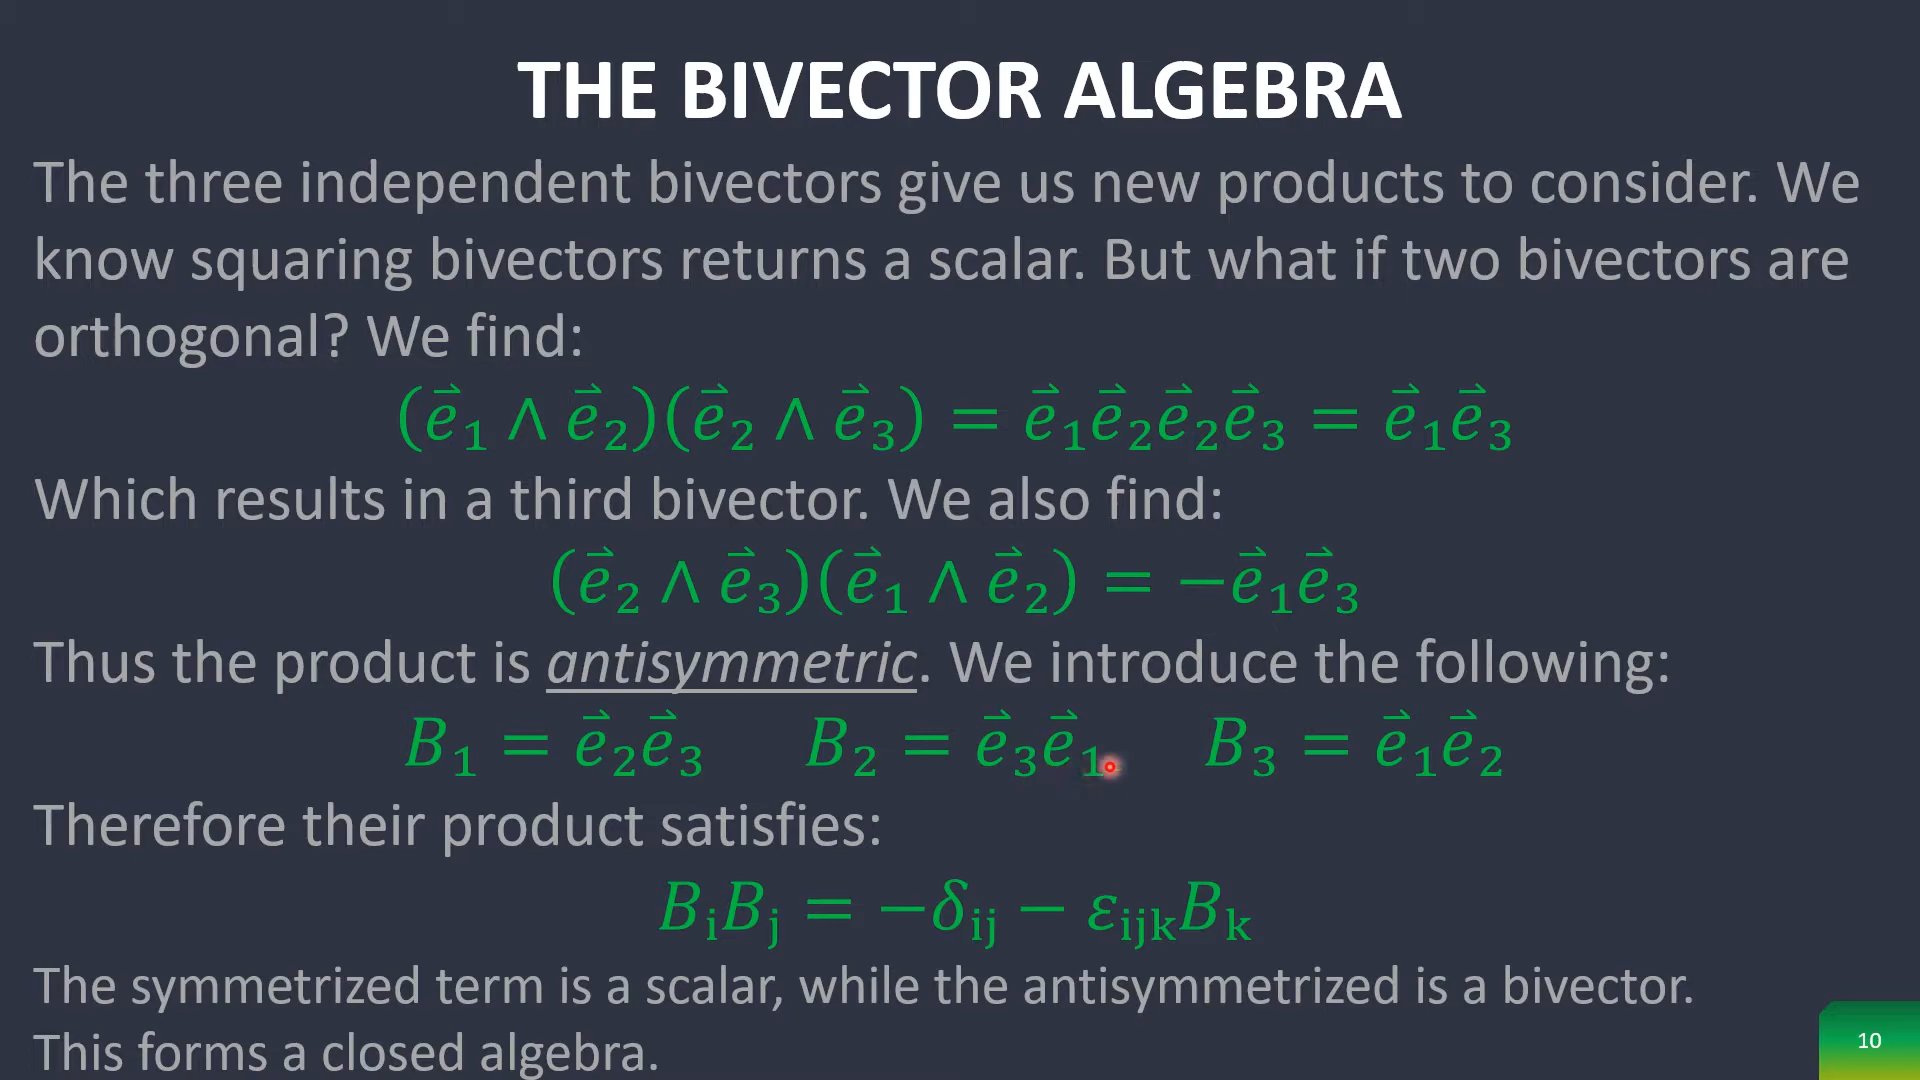 THE BIVECTOR ALGEBRA
The three independent bivectors give us new products to consider. We
know squaring bivectors returns a scalar. But what if two bivectors are
orthogonal? We find:
(e⃗₁ ∧ e⃗₂)(e⃗₂ ∧ e⃗₃) = e⃗₁e⃗₂e⃗₂e⃗₃ = e⃗₁e⃗₃
Which results in a third bivector. We also find:
(e⃗₂ ∧ e⃗₃)(e⃗₁ ∧ e⃗₂) = −e⃗₁e⃗₃
Thus the product is antisymmetric. We introduce the following:
B₁ = e⃗₂e⃗₃ B₂ = e⃗₃e⃗₁ B₃ = e⃗₁e⃗₂
Therefore their product satisfies:
BᵢBⱼ = −δᵢⱼ − εᵢⱼₖBₖ
The symmetrized term is a scalar, while the antisymmetrized is a bivector.
This forms a closed algebra.
10